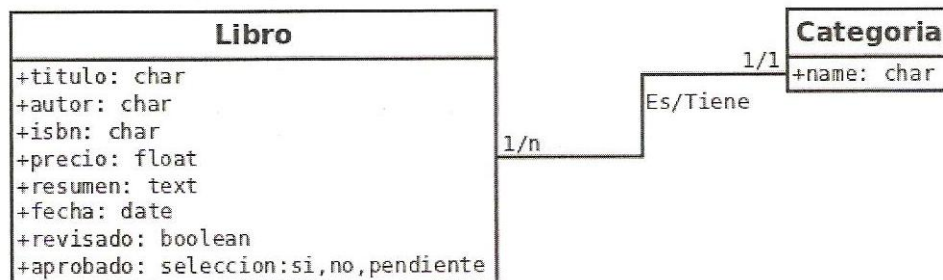 Libro
+titulo: char
+autor: char
+isbn: char
+precio: float
+resumen: text
+fecha: date
+revisado: boolean
+aprobado: seleccion:si,no,pendiente
1/n
Es/Tiene
1/1
Categoria
+name: char